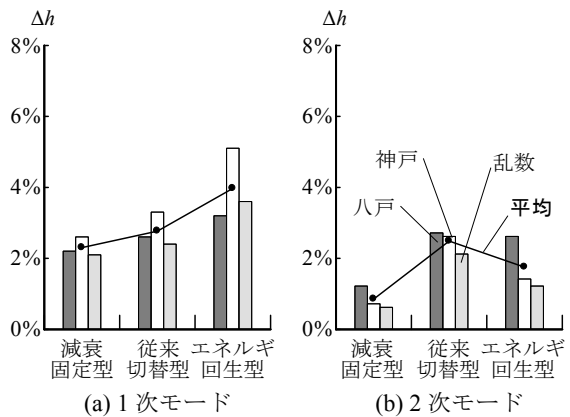 Δh
8%
6%
4%
2%
0%
減衰
固定型
従来
切替型
エネルギ
回生型
(a) 1 次モード
Δh
8%
6%
4%
2%
0%
神戸
乱数
八戸
平均
減衰
固定型
従来
切替型
エネルギ
回生型
(b) 2 次モード